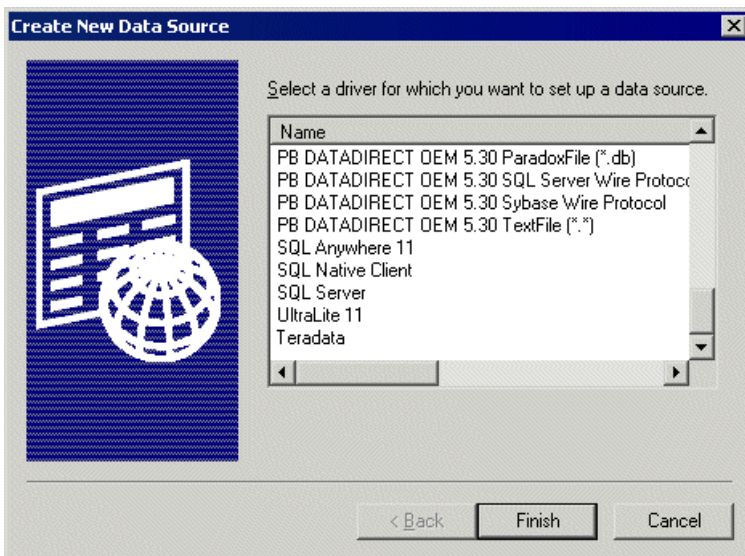 Create New Data Source
Select a driver for which you want to set up a data source.
Name
PB DATADIRECT OEM 5.30 ParadoxFile (*.db)
PB DATADIRECT OEM 5.30 SQL Server Wire Protoco
PB DATADIRECT OEM 5.30 Sybase Wire Protocol
PB DATADIRECT OEM 5.30 TextFile (*.*)
SQL Anywhere 11
SQL Native Client
SQL Server
UltraLite 11
Teradata
< Back Finish Cancel